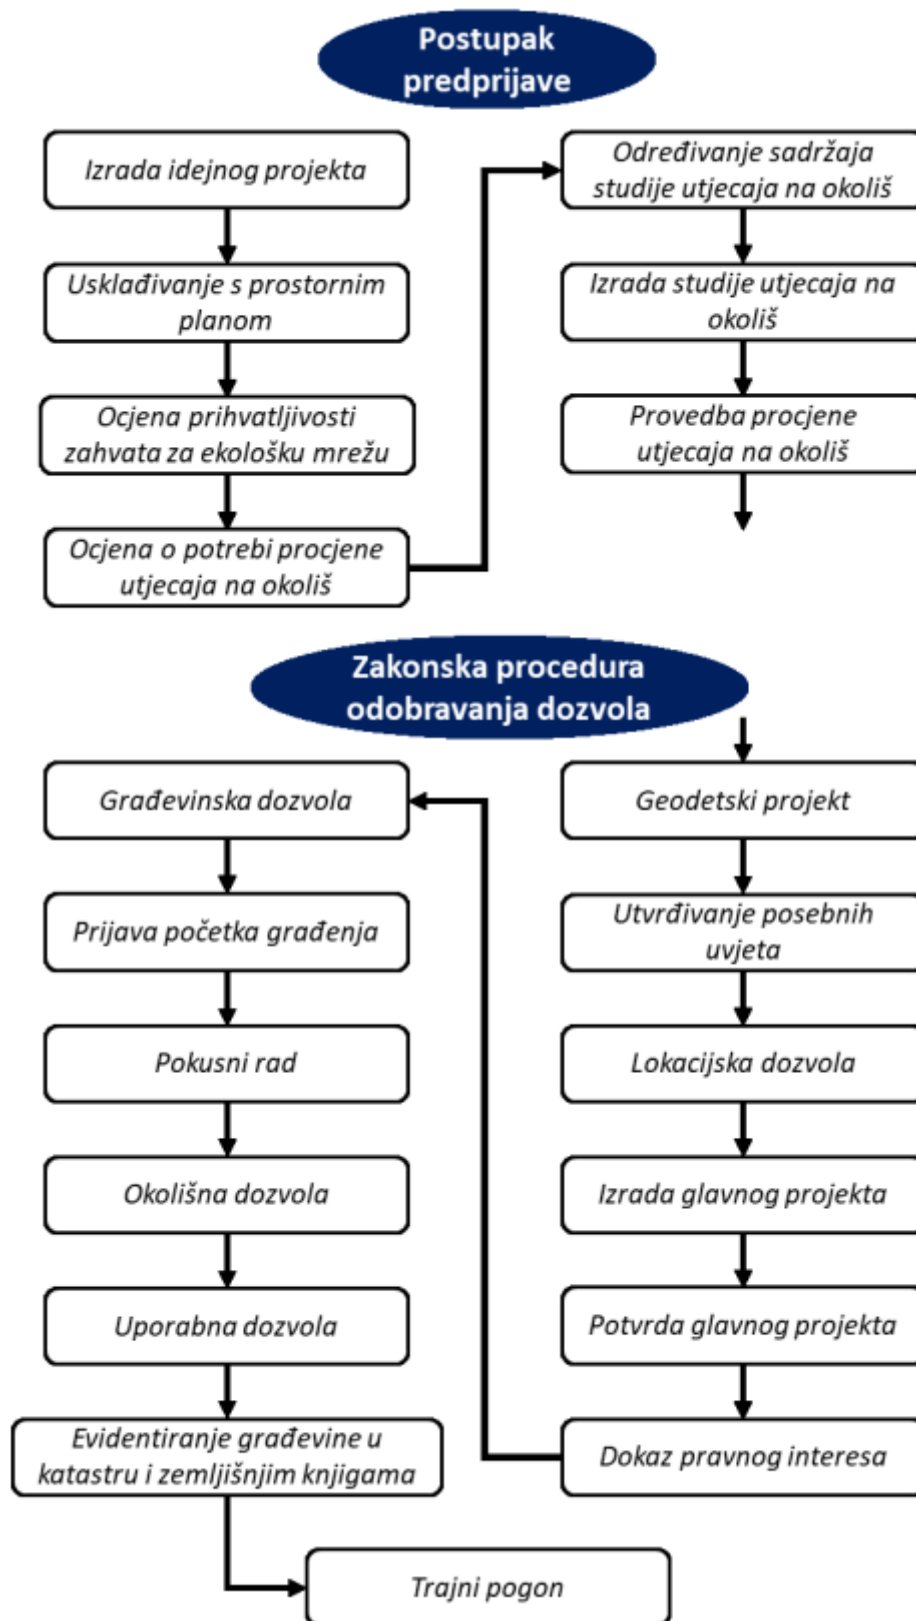 Postupak
predprijave
Izrada idejnog projekta
Usklađivanje s prostornim
planom
Ocjena prihvatljivosti
zahvata za ekološku mrežu
Ocjena o potrebi procjene
utjecaja na okoliš
Određivanje sadržaja
studije utjecaja na okoliš
Izrada studije utjecaja na
okoliš
Provedba procjene
utjecaja na okoliš
Zakonska procedura
odobravanja dozvola
Geodetski projekt
Utvrđivanje posebnih
uvjeta
Lokacijska dozvola
Izrada glavnog projekta
Potvrda glavnog projekta
Dokaz pravnog interesa
Građevinska dozvola
Prijava početka građenja
Pokusni rad
Okolišna dozvola
Uporabna dozvola
Evidentiranje građevine u
katastru i zemljišnjim knjigama
Trajni pogon